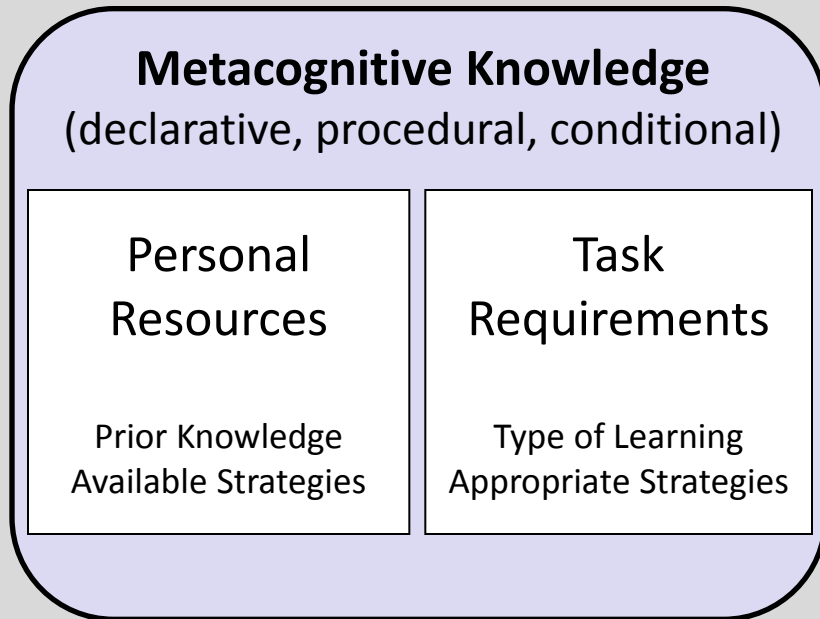 Metacognitive Knowledge
(declarative, procedural, conditional)
Personal
Resources
Prior Knowledge
Available Strategies
Task
Requirements
Type of Learning
Appropriate Strategies